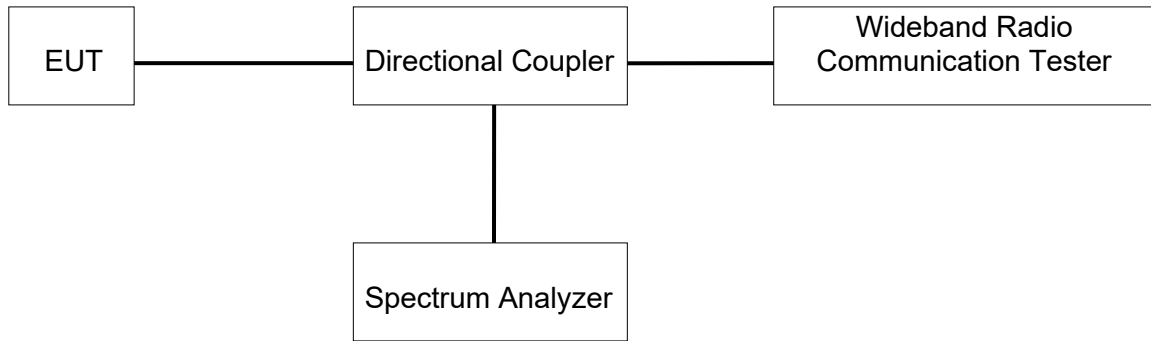 EUT
Directional Coupler
Wideband Radio
Communication Tester
Spectrum Analyzer